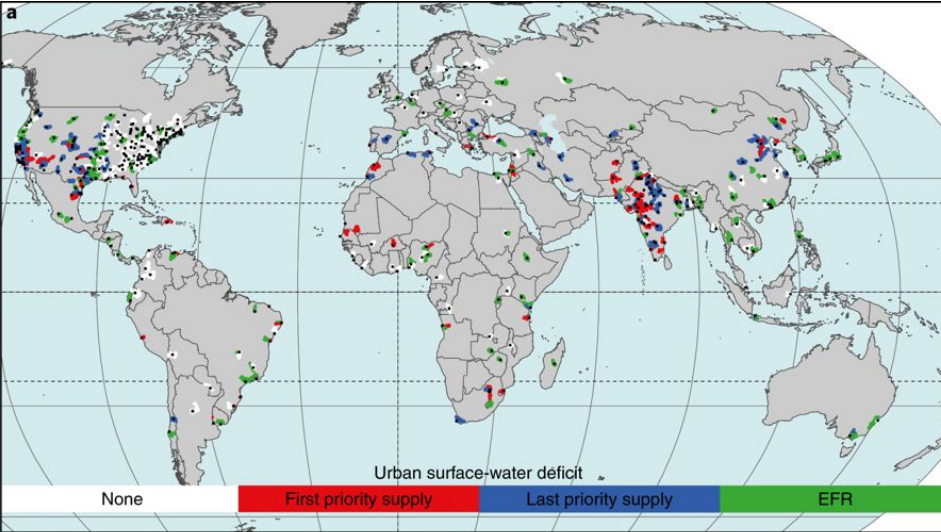 a
Urban surface-water deficit
None First priority supply Last priority supply EFR